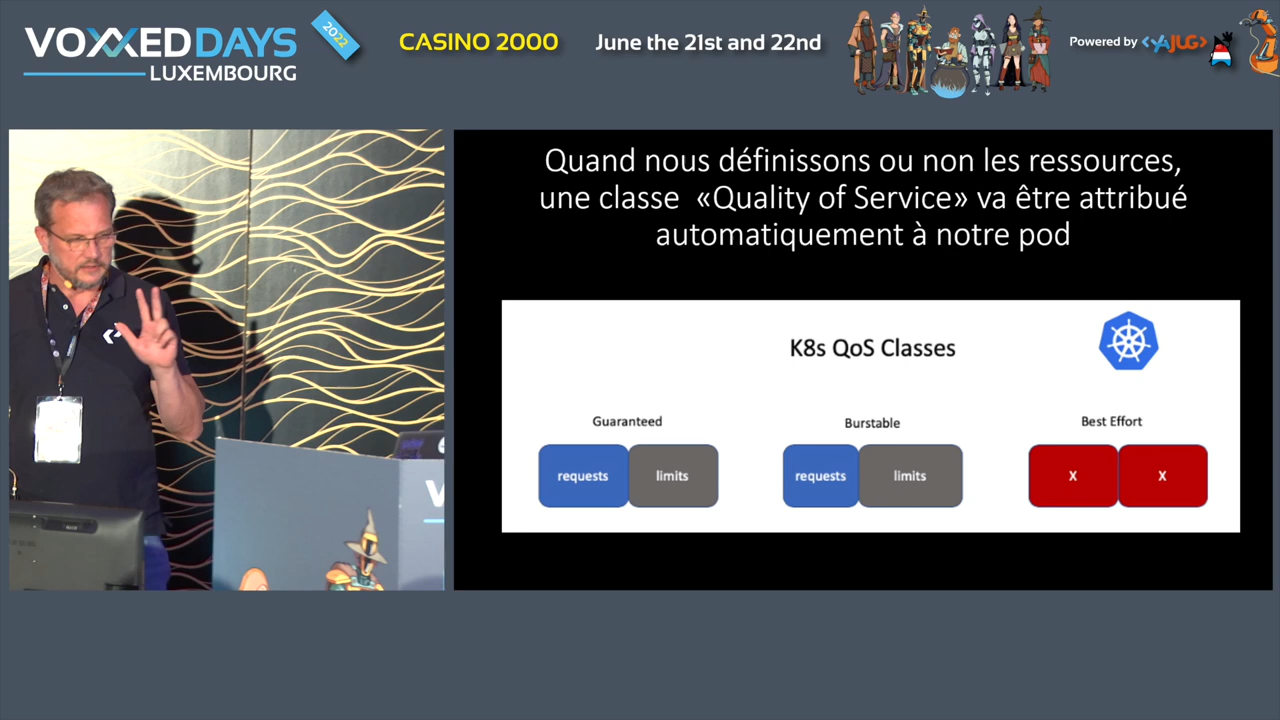 VOXXED DAYS
LUXEMBOURG
2022
CASINO 2000
June the 21st and 22nd
Powered by <YAJUG>
Quand nous définissons ou non les ressources,
une classe «Quality of Service» va être attribué
automatiquement à notre pod
K8s QoS Classes
Guaranteed
Burstable
Best Effort
requests
limits
requests
limits
X
X
V